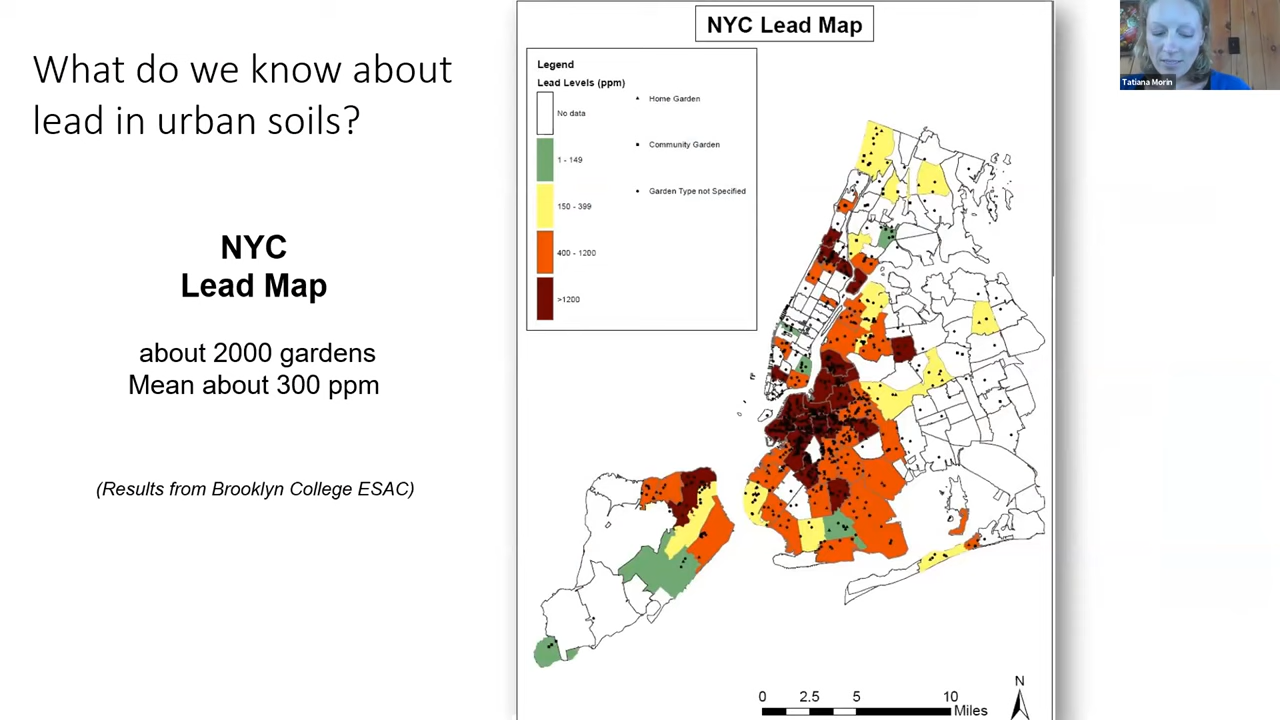 What do we know about
lead in urban soils?
NYC
Lead Map
about 2000 gardens
Mean about 300 ppm
(Results from Brooklyn College ESAC)
NYC Lead Map
Legend
Lead Levels (ppm)
No data
1 - 149
150 - 399
400 - 1200
>1200
Home Garden
Community Garden
Garden Type not Specified
0 2.5 5 10
Miles
N
Tatiana Morin